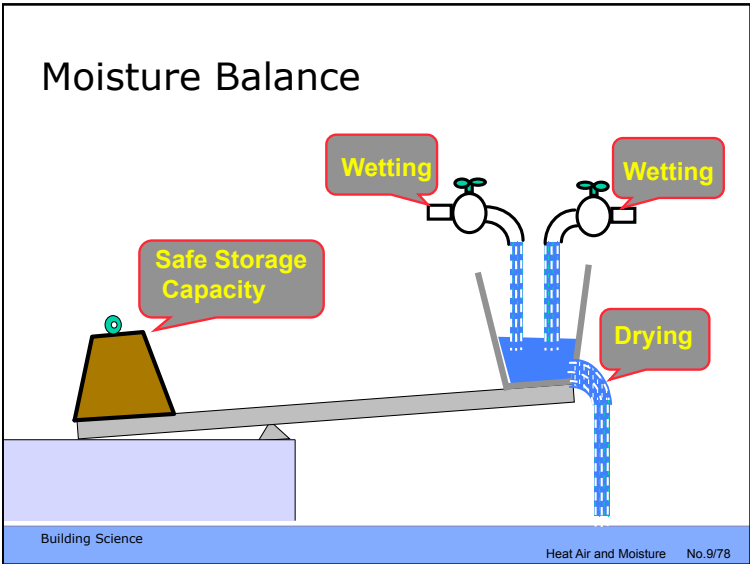 Moisture Balance
Wetting
Wetting
Safe Storage
Capacity
Drying
Building Science
Heat Air and Moisture No.9/78